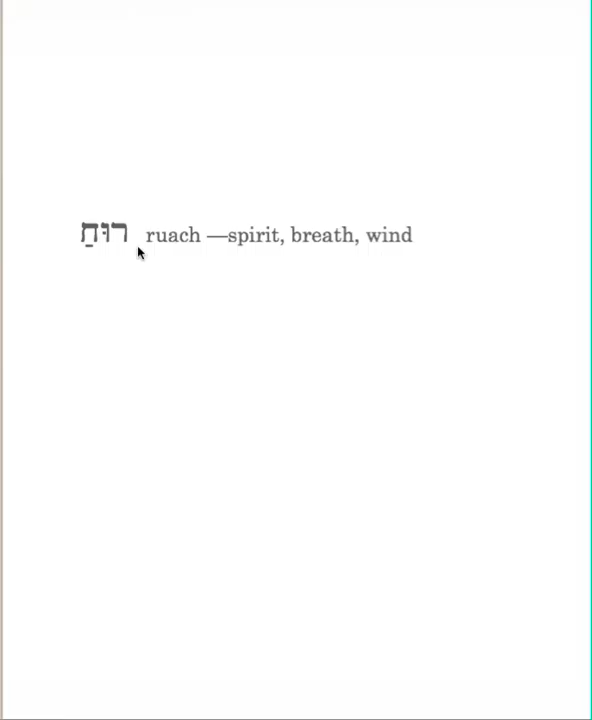 רוּחַ ruach —spirit, breath, wind